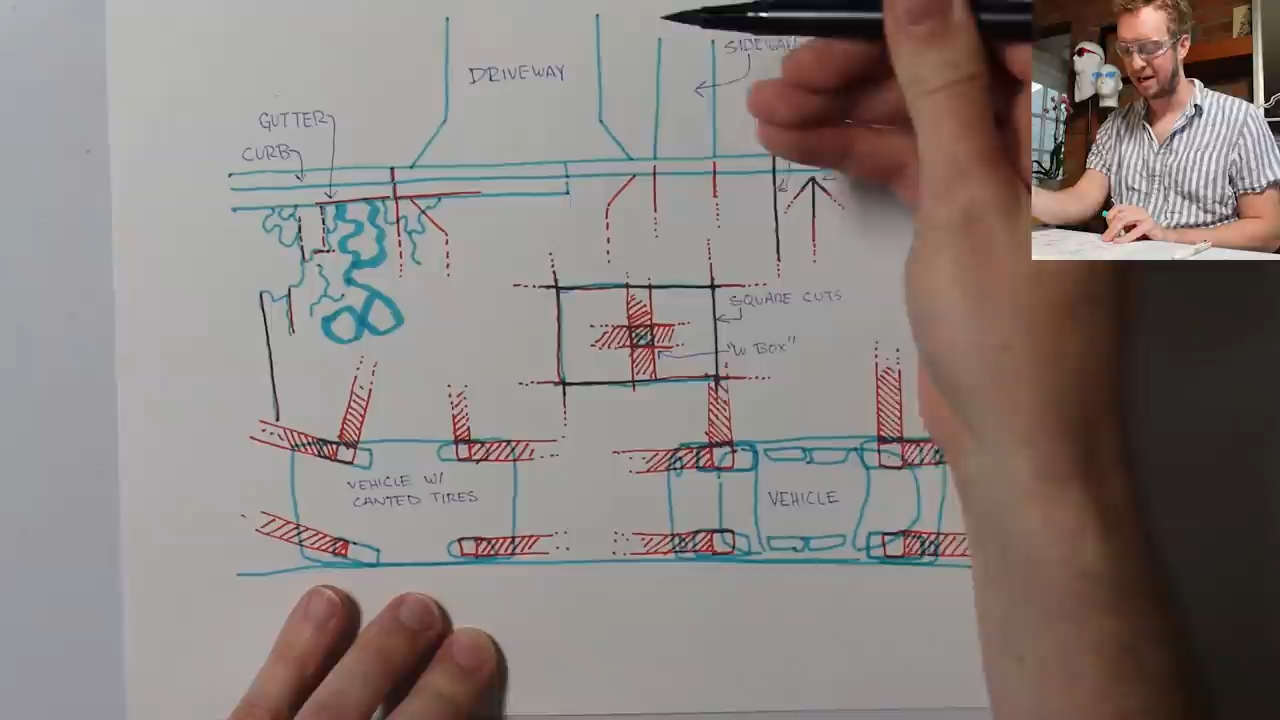 DRIVEWAY
GUTTER
CURB
SQUARE CUTS
BOX"
VEHICLE W/
CANTED TIRES
VEHICLE